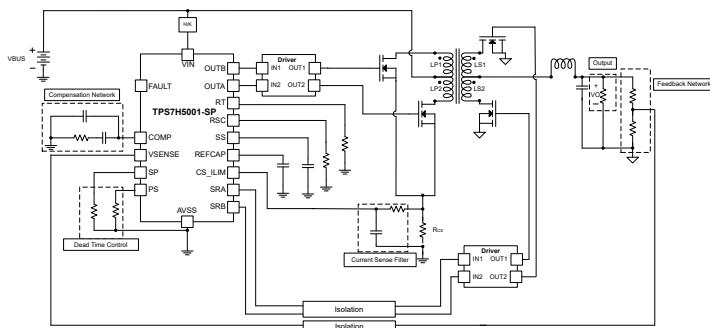 H/K
VBUS
+
−
VIN
Driver
OUTB
IN1 OUT1
OUTA
IN2 OUT2
FAULT
RT
TPS7H5001-SP
Compensation Network
RSC
COMP
SS
VSENSE
REFCAP
SP
CS_ILIM
PS
SRA
AVSS
SRB
Dead Time Control
LP1
LS1
LP2
LS2
Output
+
VO
−
Feedback Network
RCS
Current Sense Filter
Driver
IN1 OUT1
IN2 OUT2
Isolation
Isolation